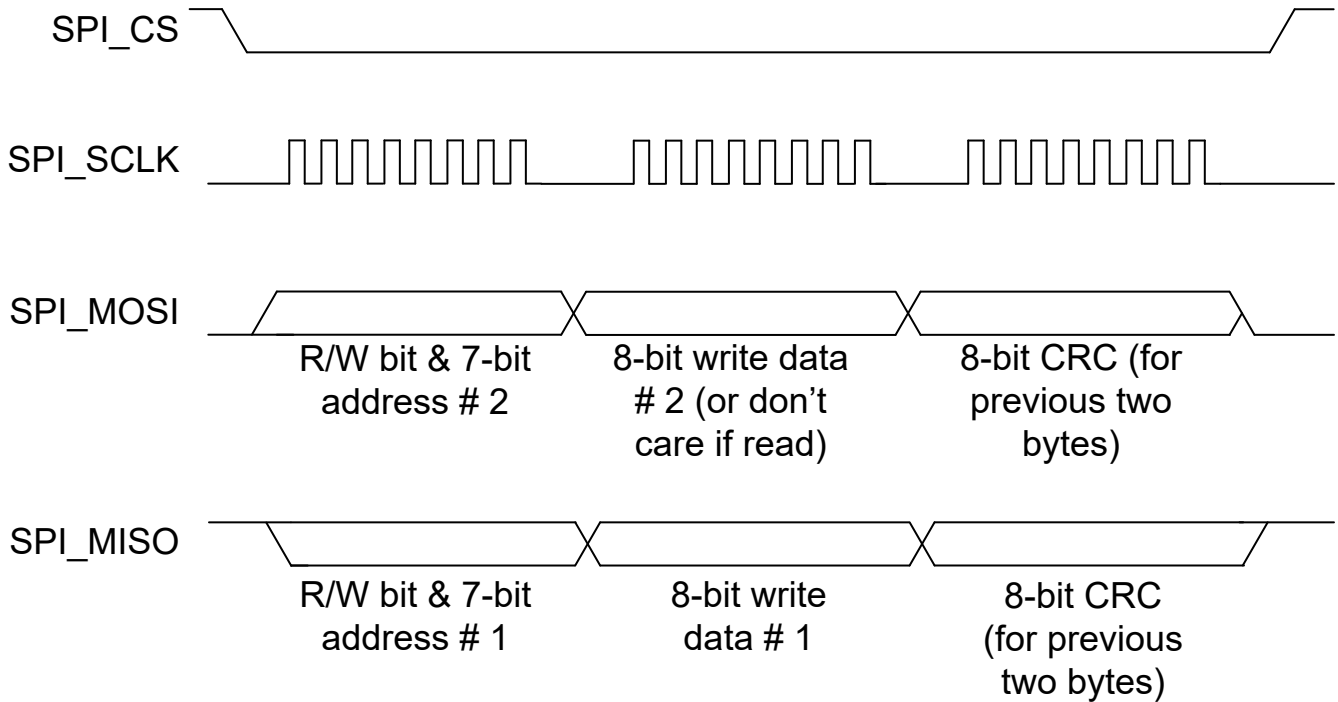 SPI_CS
SPI_SCLK
SPI_MOSI
R/W bit & 7-bit
address # 2
8-bit write data
# 2 (or don’t
care if read)
8-bit CRC (for
previous two
bytes)
SPI_MISO
R/W bit & 7-bit
address # 1
8-bit write
data # 1
8-bit CRC
(for previous
two bytes)